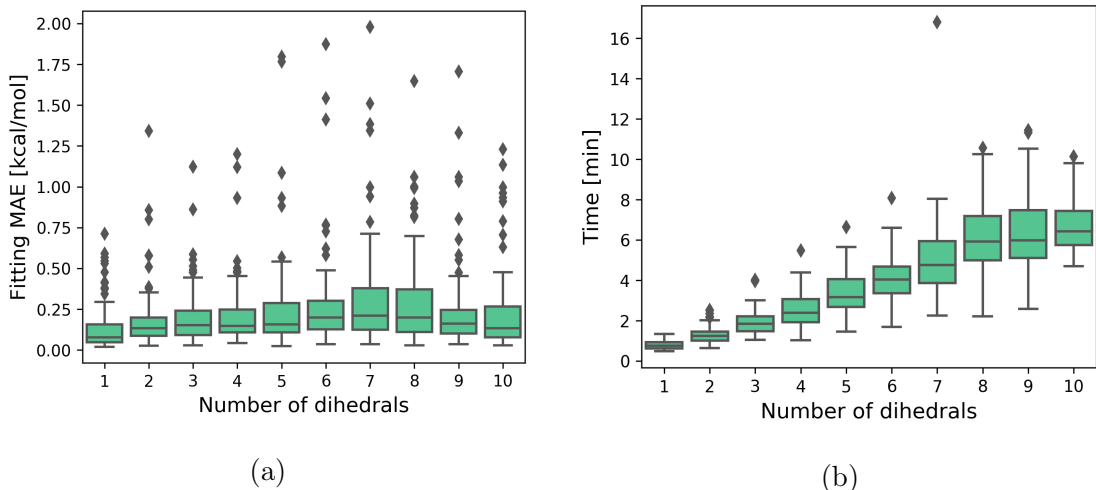 2.00
1.75
1.50
1.25
1.00
0.75
0.50
0.25
0.00
Fitting MAE [kcal/mol]
1 2 3 4 5 6 7 8 9 10
Number of dihedrals
(a)
16
14
12
10
8
6
4
2
0
Time [min]
1 2 3 4 5 6 7 8 9 10
Number of dihedrals
(b)